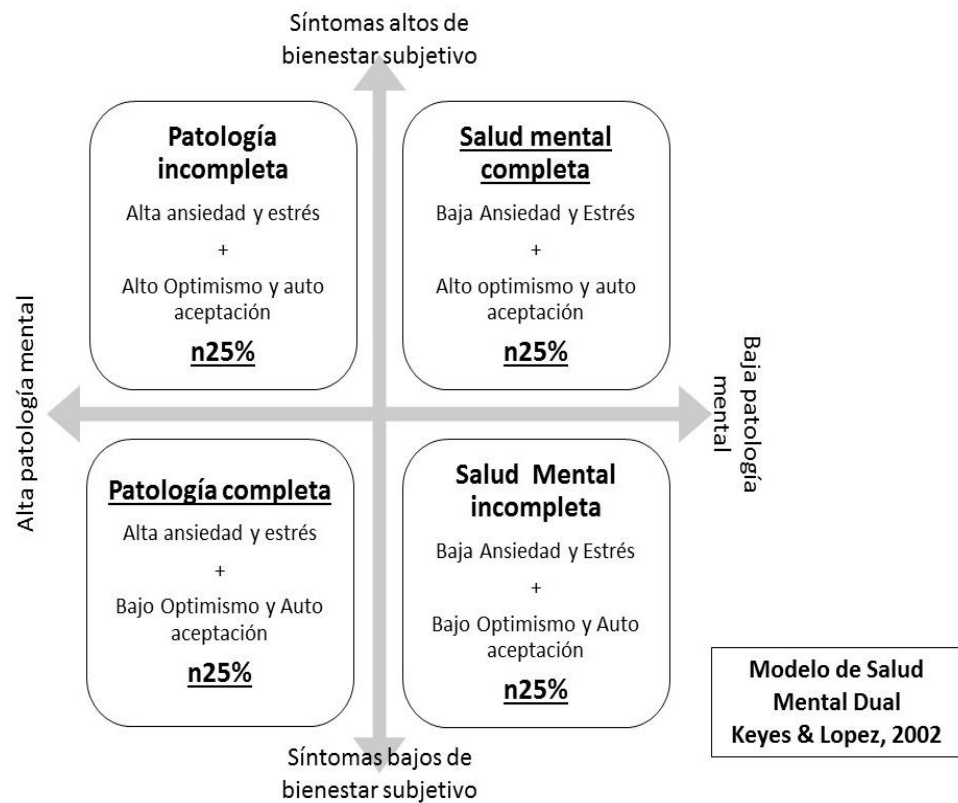 Síntomas altos de
bienestar subjetivo
Patología
incompleta
Alta ansiedad y estrés
+
Alto Optimismo y auto
aceptación
n25%
Salud mental
completa
Baja Ansiedad y Estrés
+
Alto optimismo y auto
aceptación
n25%
Alta patología mental
Baja patología
mental
Patología completa
Alta ansiedad y estrés
+
Bajo Optimismo y Auto
aceptación
n25%
Salud Mental
incompleta
Baja Ansiedad y Estrés
+
Bajo Optimismo y Auto
aceptación
n25%
Modelo de Salud
Mental Dual
Keyes & Lopez, 2002
Síntomas bajos de
bienestar subjetivo